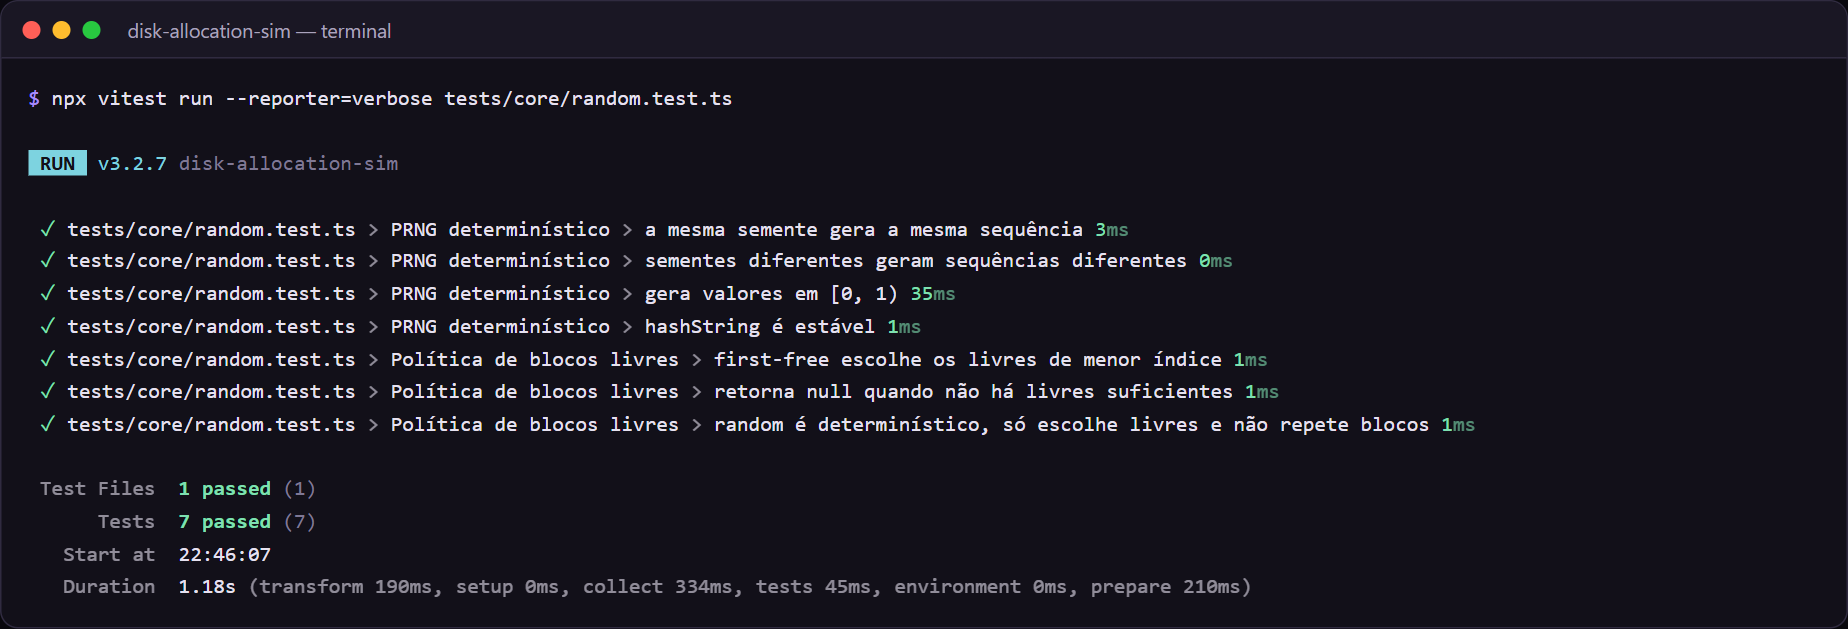 disk-allocation-sim — terminal
$ npx vitest run --reporter=verbose tests/core/random.test.ts
RUN v3.2.7 disk-allocation-sim
✓ tests/core/random.test.ts > PRNG determinístico > a mesma semente gera a mesma sequência 3ms
✓ tests/core/random.test.ts > PRNG determinístico > sementes diferentes geram sequências diferentes 0ms
✓ tests/core/random.test.ts > PRNG determinístico > gera valores em [0, 1) 35ms
✓ tests/core/random.test.ts > PRNG determinístico > hashString é estável 1ms
✓ tests/core/random.test.ts > Política de blocos livres > first-free escolhe os livres de menor índice 1ms
✓ tests/core/random.test.ts > Política de blocos livres > retorna null quando não há livres suficientes 1ms
✓ tests/core/random.test.ts > Política de blocos livres > random é determinístico, só escolhe livres e não repete blocos 1ms
Test Files 1 passed (1)
Tests 7 passed (7)
Start at 22:46:07
Duration 1.18s (transform 190ms, setup 0ms, collect 334ms, tests 45ms, environment 0ms, prepare 210ms)